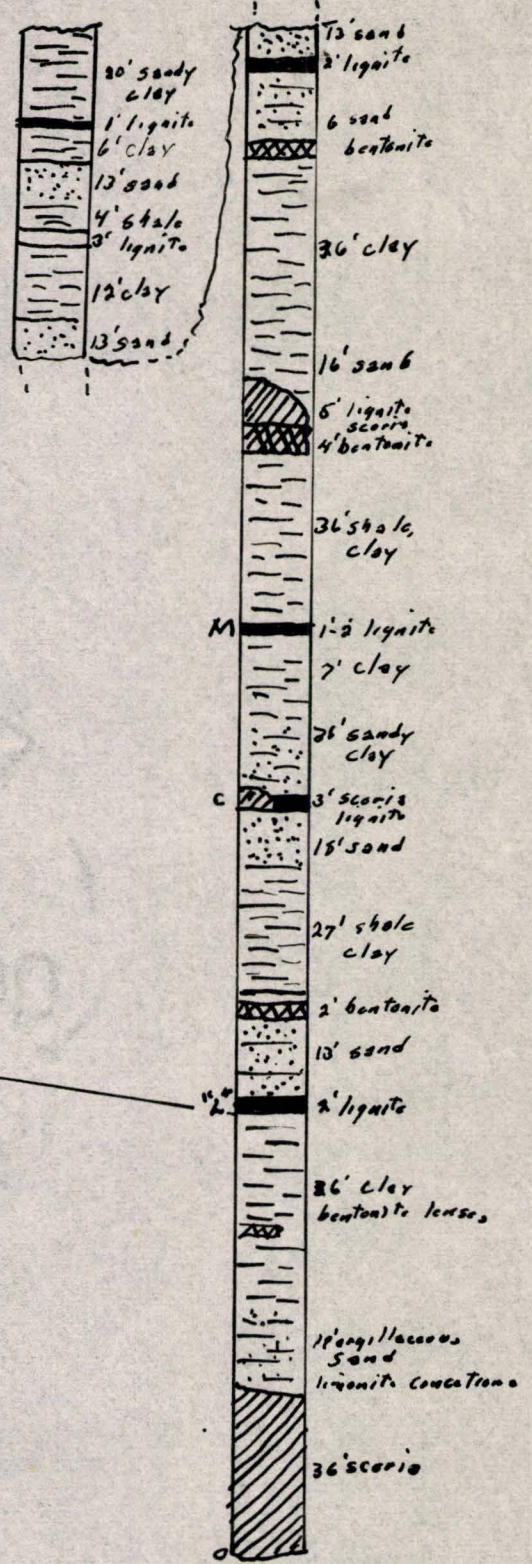 20' sandy
clay
1' lignite
6' clay
13' sand
4' shale
3' lignite
12' clay
13' sand
13' sand
2' lignite
6 sand
bentonite
26' clay
16' sand
5' lignite
scoria
4' bentonite
36' shale,
clay
M
1-2 lignite
7' clay
26' sandy
clay
C
3' scoria
lignite
18' sand
27' shale
clay
2' bentonite
13' sand
"L"
2' lignite
26' clay
bentonite lenses
argillaceous
sand
limonite concretions
36' scoria
O